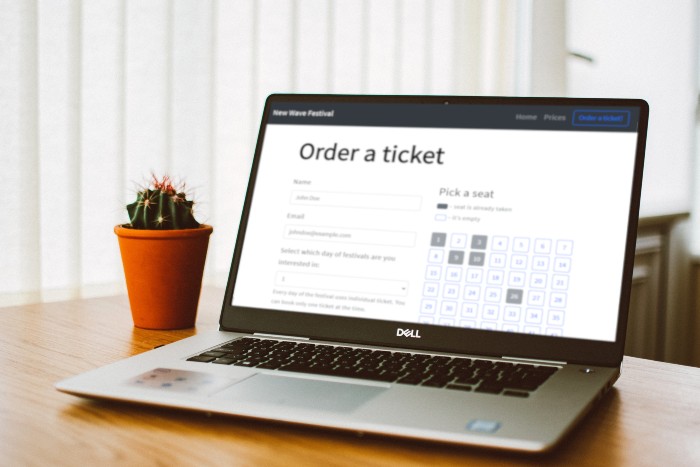 New Wave Festival
Home Prices Order a ticket!
Order a ticket
Name
John Doe
Email
johndoe@example.com
Select which day of festivals are you
interested in:
1
Every day of the festival uses individual ticket. You
can book only one ticket at the time.
Pick a seat
- seat is already taken
- it's empty
1 2 3 4 5 6 7
8 9 10 11 12 13 14
15 16 17 18 19 20 21
22 23 24 25 26 27 28
29 30 31 32 33 34 35
DELL